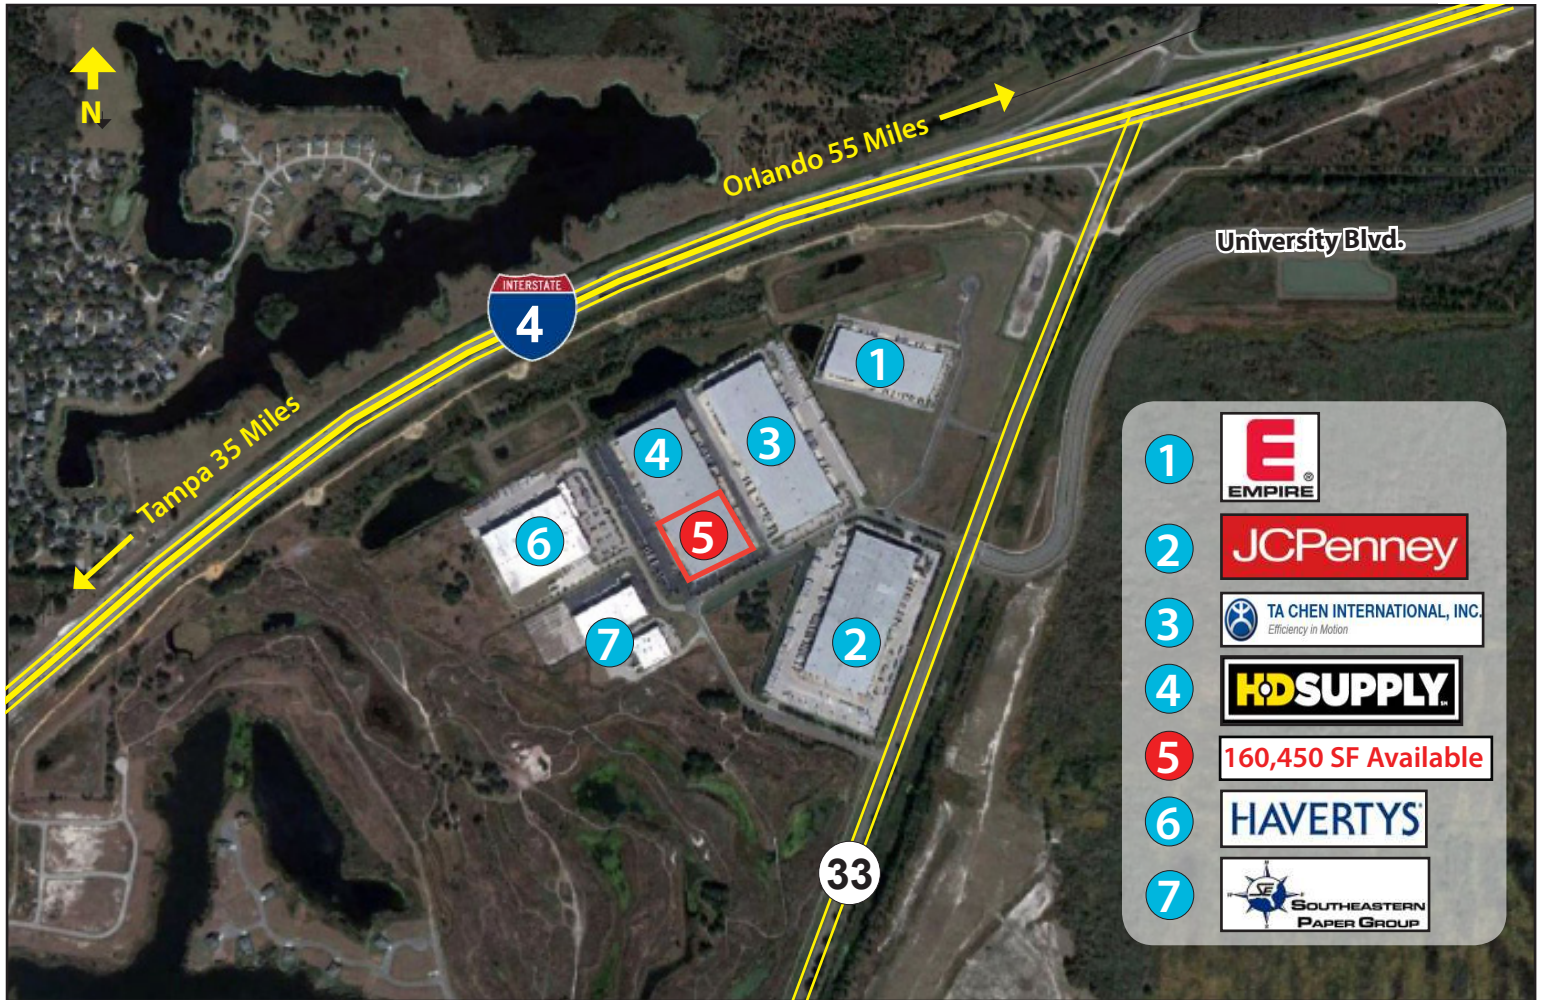 N
Orlando 55 Miles
University Blvd.
INTERSTATE
4
Tampa 35 Miles
1
3
4
5
6
2
7
33
1
E®
EMPIRE
2
JCPenney
3
TA CHEN INTERNATIONAL, INC.
Efficiency in Motion
4
HDSUPPLY
5
160,450 SF Available
6
HAVERTYS
7
SE
SOUTHEASTERN
PAPER GROUP